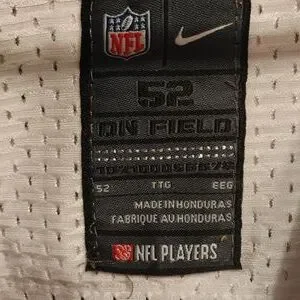 NFL
52
ON FIELD
52 TTG EEG
MADE IN HONDURAS
FABRIQUE AU HONDURAS
NFL PLAYERS